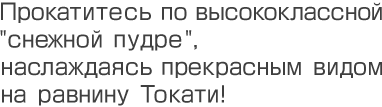 Прокатитесь по высококлассной
"снежной пудре",
наслаждаясь прекрасным видом
на равнину Токати!